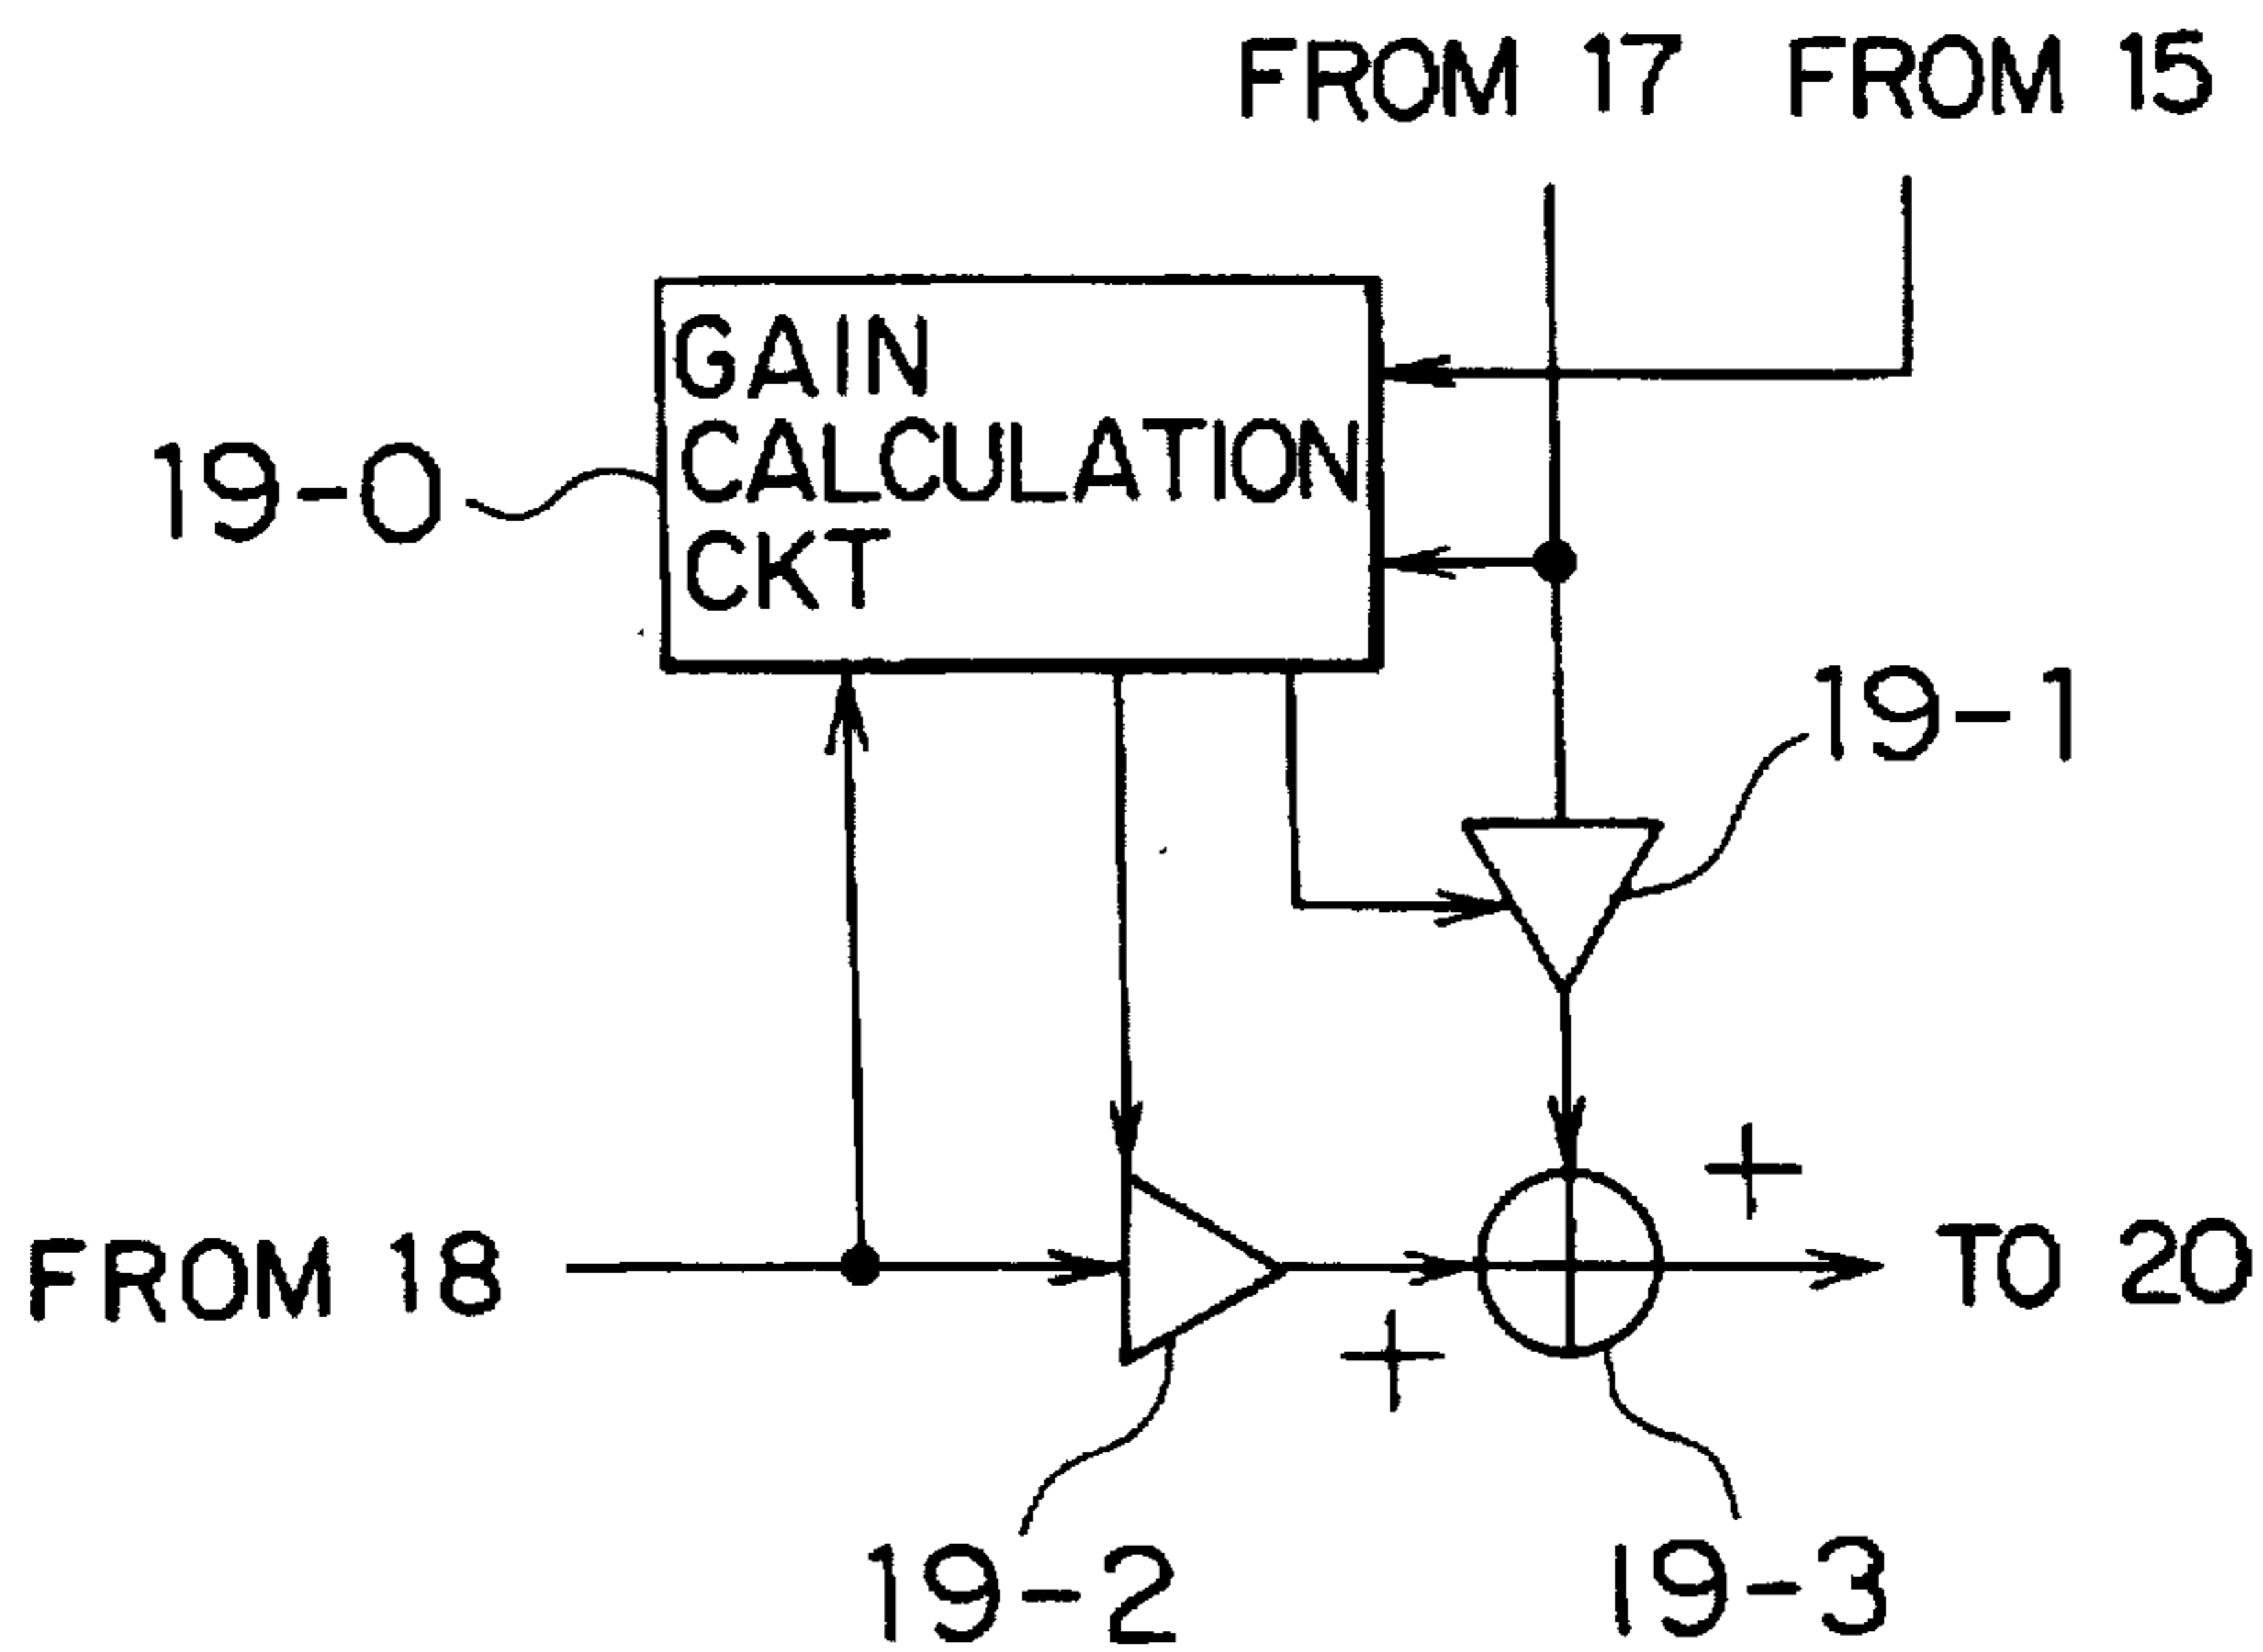 FROM 17
FROM 15
GAIN
CALCULATION
CKT
19-0
19-1
+
FROM 18
TO 20
+
19-2
19-3